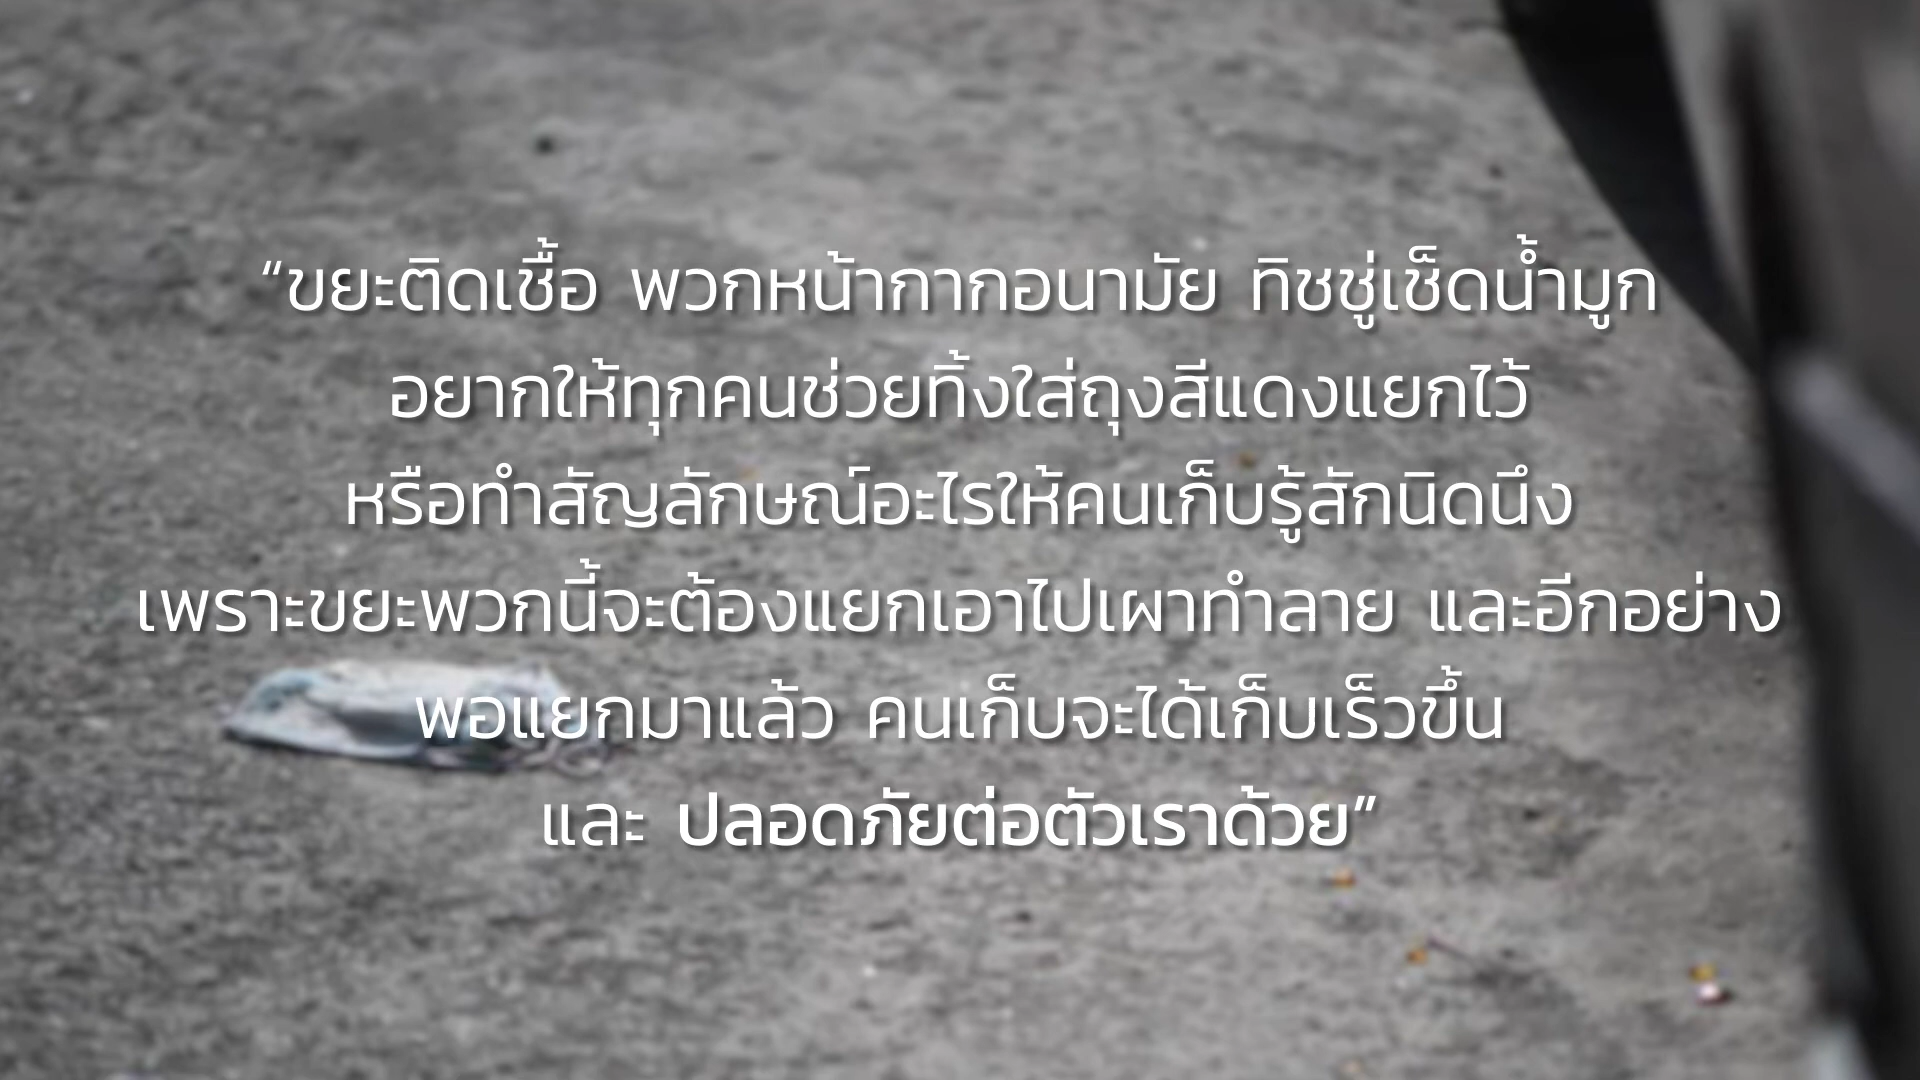 “ขยะติดเชื้อ พวกหน้ากากอนามัย ทิชชู่เช็ดน้ำมูก
อยากให้ทุกคนช่วยทิ้งใส่ถุงสีแดงแยกไว้
หรือทำสัญลักษณ์อะไรให้คนเก็บรู้สักนิดนึง
เพราะขยะพวกนี้จะต้องแยกเอาไปเผาทำลาย และอีกอย่าง
พอแยกมาแล้ว คนเก็บจะได้เก็บเร็วขึ้น
และ ปลอดภัยต่อตัวเราด้วย”